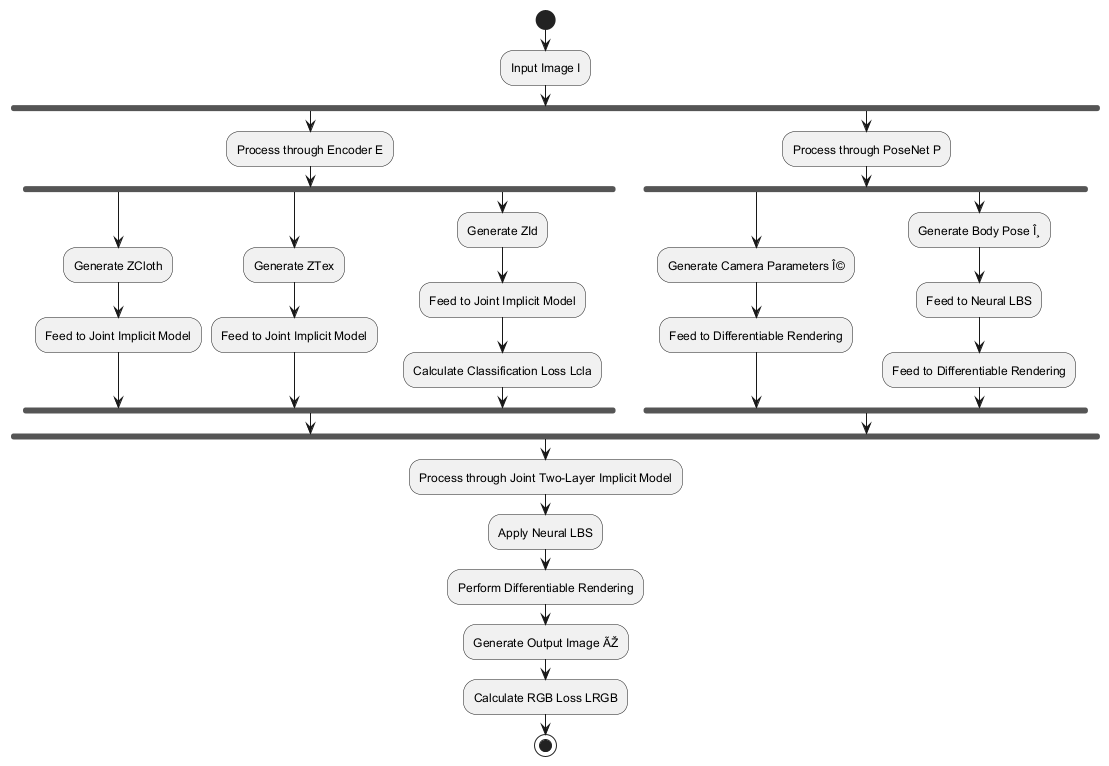 Input Image I
Process through Encoder E
Process through PoseNet P
Generate ZCloth
Feed to Joint Implicit Model
Generate ZTex
Feed to Joint Implicit Model
Generate ZId
Feed to Joint Implicit Model
Calculate Classification Loss Lcla
Generate Camera Parameters Î©
Feed to Differentiable Rendering
Generate Body Pose Î¸
Feed to Neural LBS
Feed to Differentiable Rendering
Process through Joint Two-Layer Implicit Model
Apply Neural LBS
Perform Differentiable Rendering
Generate Output Image ÃŽ
Calculate RGB Loss LRGB